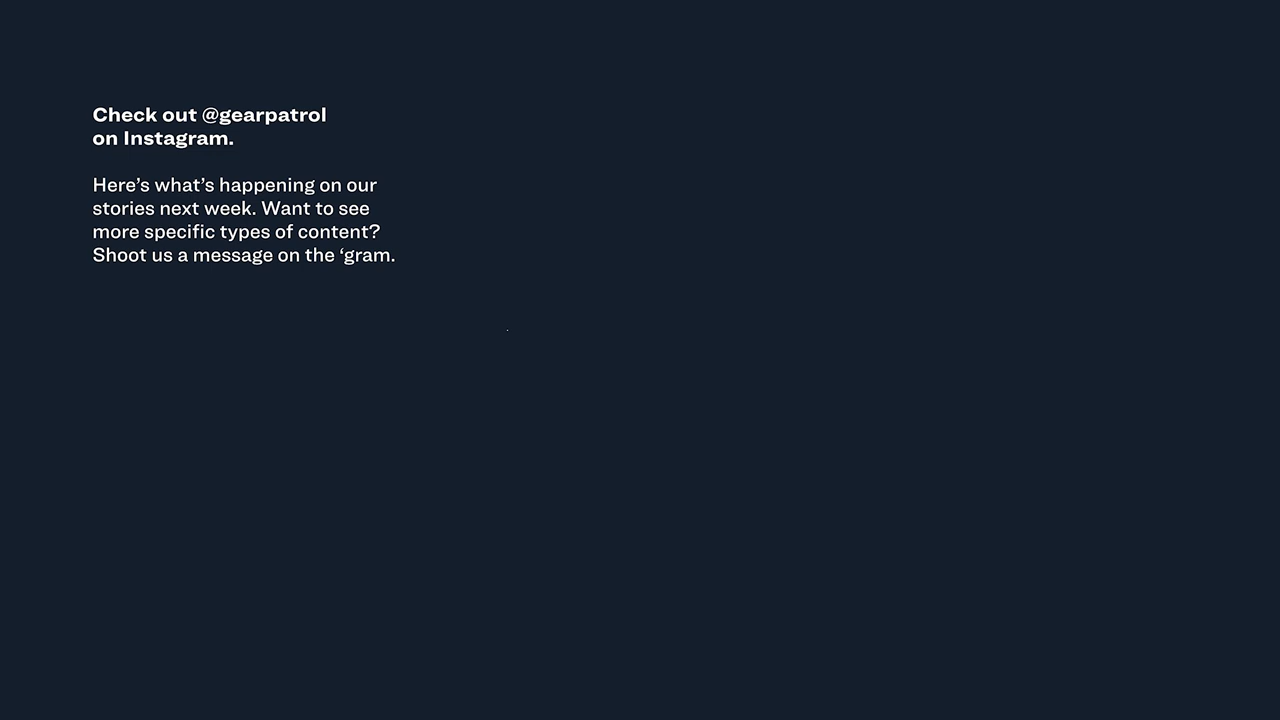 Check out @gearpatrol
on Instagram.
Here’s what’s happening on our
stories next week. Want to see
more specific types of content?
Shoot us a message on the ‘gram.